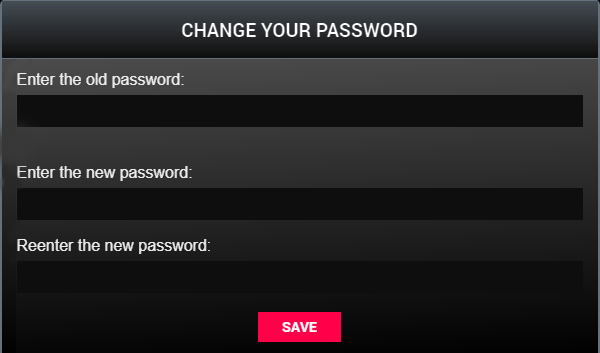 CHANGE YOUR PASSWORD
Enter the old password:
Enter the new password:
Reenter the new password:
SAVE